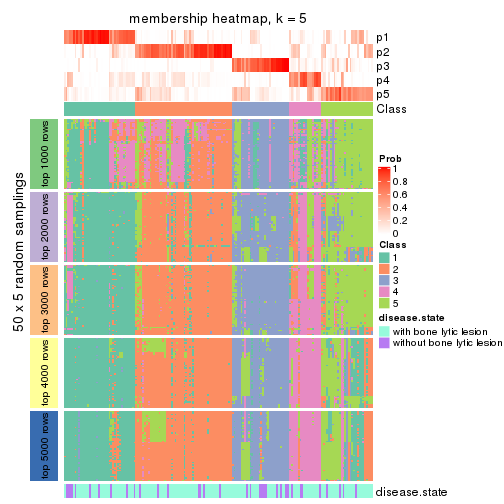 membership heatmap, k = 5
p1
p2
p3
p4
p5
Class
50 x 5 random samplings
top 1000 rows
top 2000 rows
top 3000 rows
top 4000 rows
top 5000 rows
disease.state
Prob
1
0.8
0.6
0.4
0.2
0
Class
1
2
3
4
5
disease.state
with bone lytic lesion
without bone lytic lesion